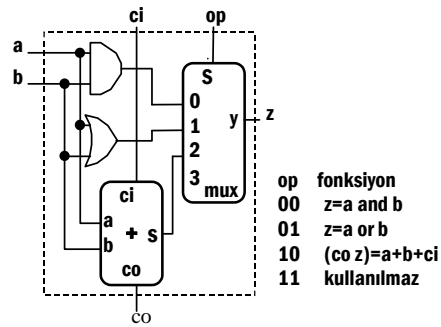 ci op
a
b
S
0
1
y z
2
3
mux
ci
a
+ s
b
co
co
op fonksiyon
00 z=a and b
01 z=a or b
10 (co z)=a+b+ci
11 kullanılmaz